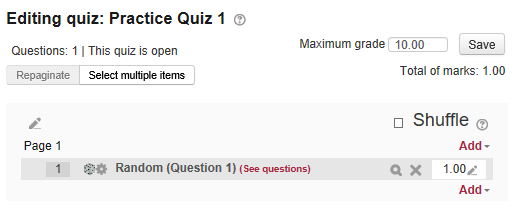 Editing quiz: Practice Quiz 1
Questions: 1 | This quiz is open
Maximum grade 10.00 Save
Repaginate Select multiple items
Total of marks: 1.00
Shuffle
Page 1 Add
1 Random (Question 1) (See questions) 1.00
Add